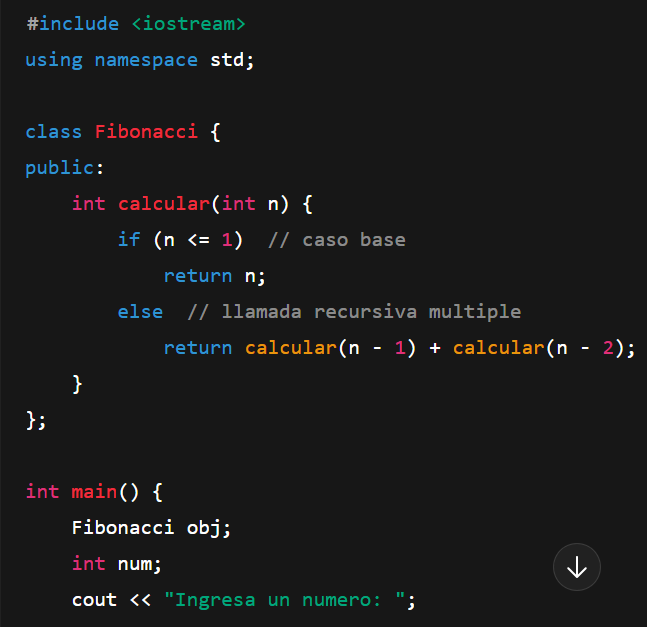 #include <iostream>
using namespace std;
class Fibonacci {
public:
    int calcular(int n) {
        if (n <= 1)  // caso base
            return n;
        else  // llamada recursiva multiple
            return calcular(n - 1) + calcular(n - 2);
    }
};
int main() {
    Fibonacci obj;
    int num;
    cout << "Ingresa un numero: ";